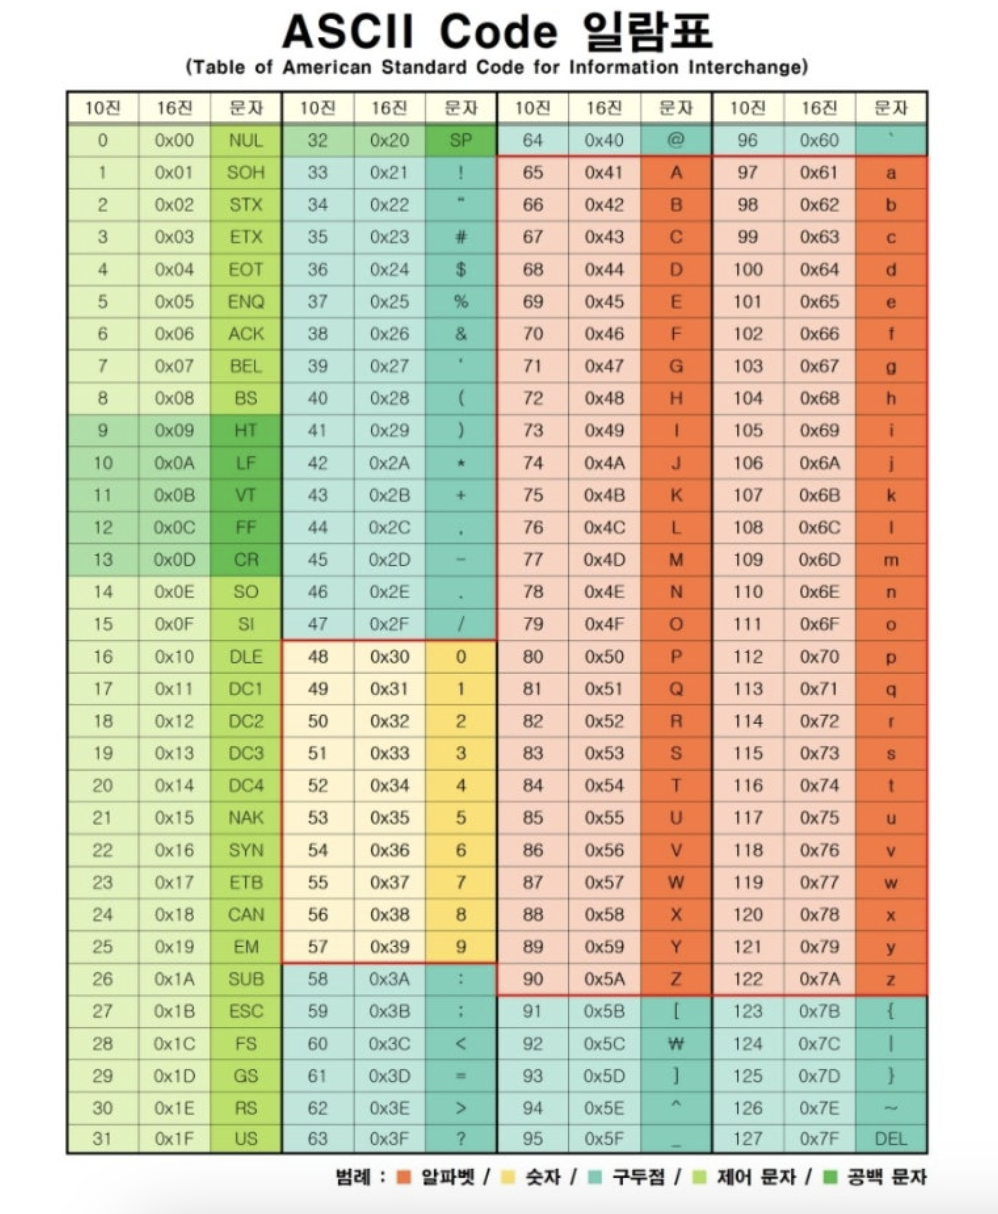 ASCII Code 일람표
(Table of American Standard Code for Information Interchange)
10진 16진 문자 10진 16진 문자 10진 16진 문자 10진 16진 문자
0 0x00 NUL 32 0x20 SP 64 0x40 @ 96 0x60 `
1 0x01 SOH 33 0x21 ! 65 0x41 A 97 0x61 a
2 0x02 STX 34 0x22 “ 66 0x42 B 98 0x62 b
3 0x03 ETX 35 0x23 # 67 0x43 C 99 0x63 c
4 0x04 EOT 36 0x24 $ 68 0x44 D 100 0x64 d
5 0x05 ENQ 37 0x25 % 69 0x45 E 101 0x65 e
6 0x06 ACK 38 0x26 & 70 0x46 F 102 0x66 f
7 0x07 BEL 39 0x27 ‘ 71 0x47 G 103 0x67 g
8 0x08 BS 40 0x28 ( 72 0x48 H 104 0x68 h
9 0x09 HT 41 0x29 ) 73 0x49 I 105 0x69 i
10 0x0A LF 42 0x2A * 74 0x4A J 106 0x6A j
11 0x0B VT 43 0x2B + 75 0x4B K 107 0x6B k
12 0x0C FF 44 0x2C , 76 0x4C L 108 0x6C l
13 0x0D CR 45 0x2D - 77 0x4D M 109 0x6D m
14 0x0E SO 46 0x2E . 78 0x4E N 110 0x6E n
15 0x0F SI 47 0x2F / 79 0x4F O 111 0x6F o
16 0x10 DLE 48 0x30 0 80 0x50 P 112 0x70 p
17 0x11 DC1 49 0x31 1 81 0x51 Q 113 0x71 q
18 0x12 DC2 50 0x32 2 82 0x52 R 114 0x72 r
19 0x13 DC3 51 0x33 3 83 0x53 S 115 0x73 s
20 0x14 DC4 52 0x34 4 84 0x54 T 116 0x74 t
21 0x15 NAK 53 0x35 5 85 0x55 U 117 0x75 u
22 0x16 SYN 54 0x36 6 86 0x56 V 118 0x76 v
23 0x17 ETB 55 0x37 7 87 0x57 W 119 0x77 w
24 0x18 CAN 56 0x38 8 88 0x58 X 120 0x78 x
25 0x19 EM 57 0x39 9 89 0x59 Y 121 0x79 y
26 0x1A SUB 58 0x3A : 90 0x5A Z 122 0x7A z
27 0x1B ESC 59 0x3B ; 91 0x5B [ 123 0x7B {
28 0x1C FS 60 0x3C < 92 0x5C ₩ 124 0x7C |
29 0x1D GS 61 0x3D = 93 0x5D ] 125 0x7D }
30 0x1E RS 62 0x3E > 94 0x5E ^ 126 0x7E ~
31 0x1F US 63 0x3F ? 95 0x5F _ 127 0x7F DEL
범례 : 알파벳 / 숫자 / 구두점 / 제어 문자 / 공백 문자